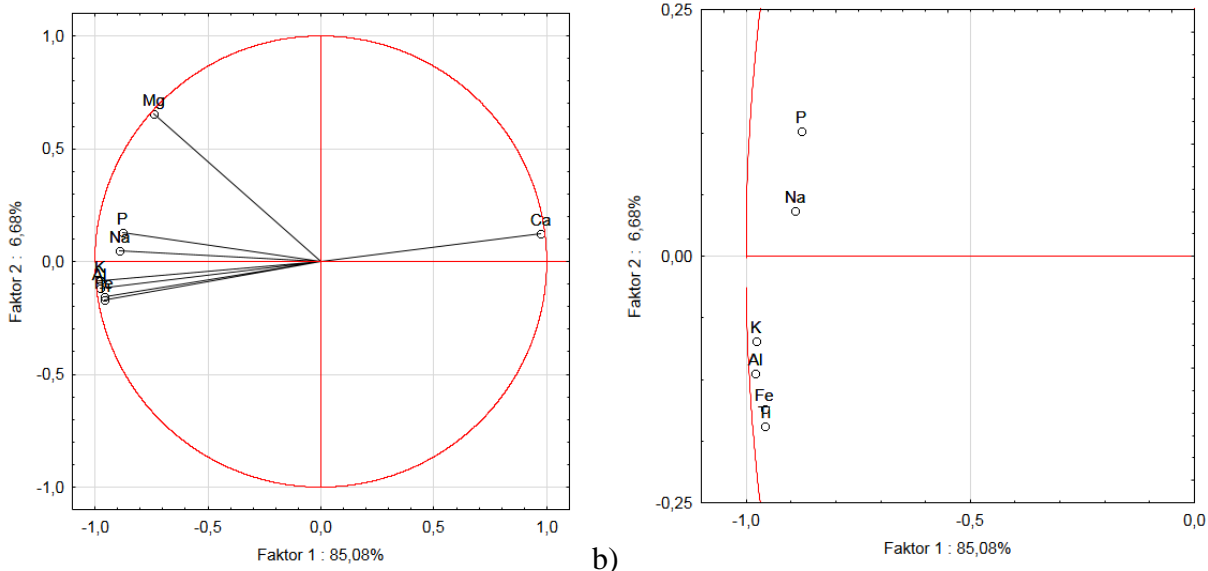 1,0
0,5
0,0
-0,5
-1,0
Faktor 2 : 6,68%
Mg
P
Na
K
Al
Fe
Ti
Ca
-1,0 -0,5 0,0 0,5 1,0
Faktor 1 : 85,08%
b)
0,25
0,00
-0,25
Faktor 2 : 6,68%
P
Na
K
Al
Fe
Ti
-1,0 -0,5 0,0
Faktor 1 : 85,08%